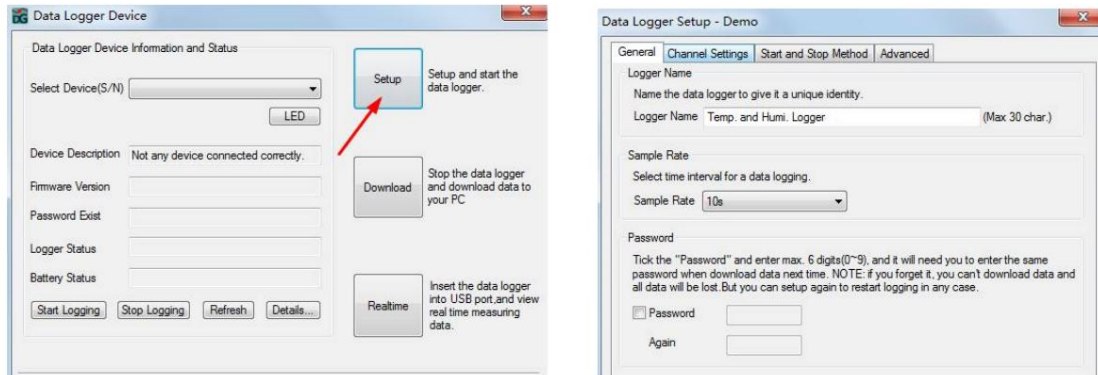 DG Data Logger Device
X
Data Logger Device Information and Status
Select Device(S/N)
LED
Device Description Not any device connected correctly.
Firmware Version
Password Exist
Logger Status
Battery Status
Start Logging Stop Logging Refresh Details...
Setup
Setup and start the
data logger.
Download
Stop the data logger
and download data to
your PC
Realtime
Insert the data logger
into USB port,and view
real time measuring
data.
Data Logger Setup - Demo
X
General Channel Settings Start and Stop Method Advanced
Logger Name
Name the data logger to give it a unique identity.
Logger Name Temp. and Humi. Logger (Max 30 char.)
Sample Rate
Select time interval for a data logging.
Sample Rate 10s
Password
Tick the "Password" and enter max. 6 digits(0~9), and it will need you to enter the same
password when download data next time. NOTE: if you forget it, you can't download data and
all data will be lost.But you can setup again to restart logging in any case.
Password
Again